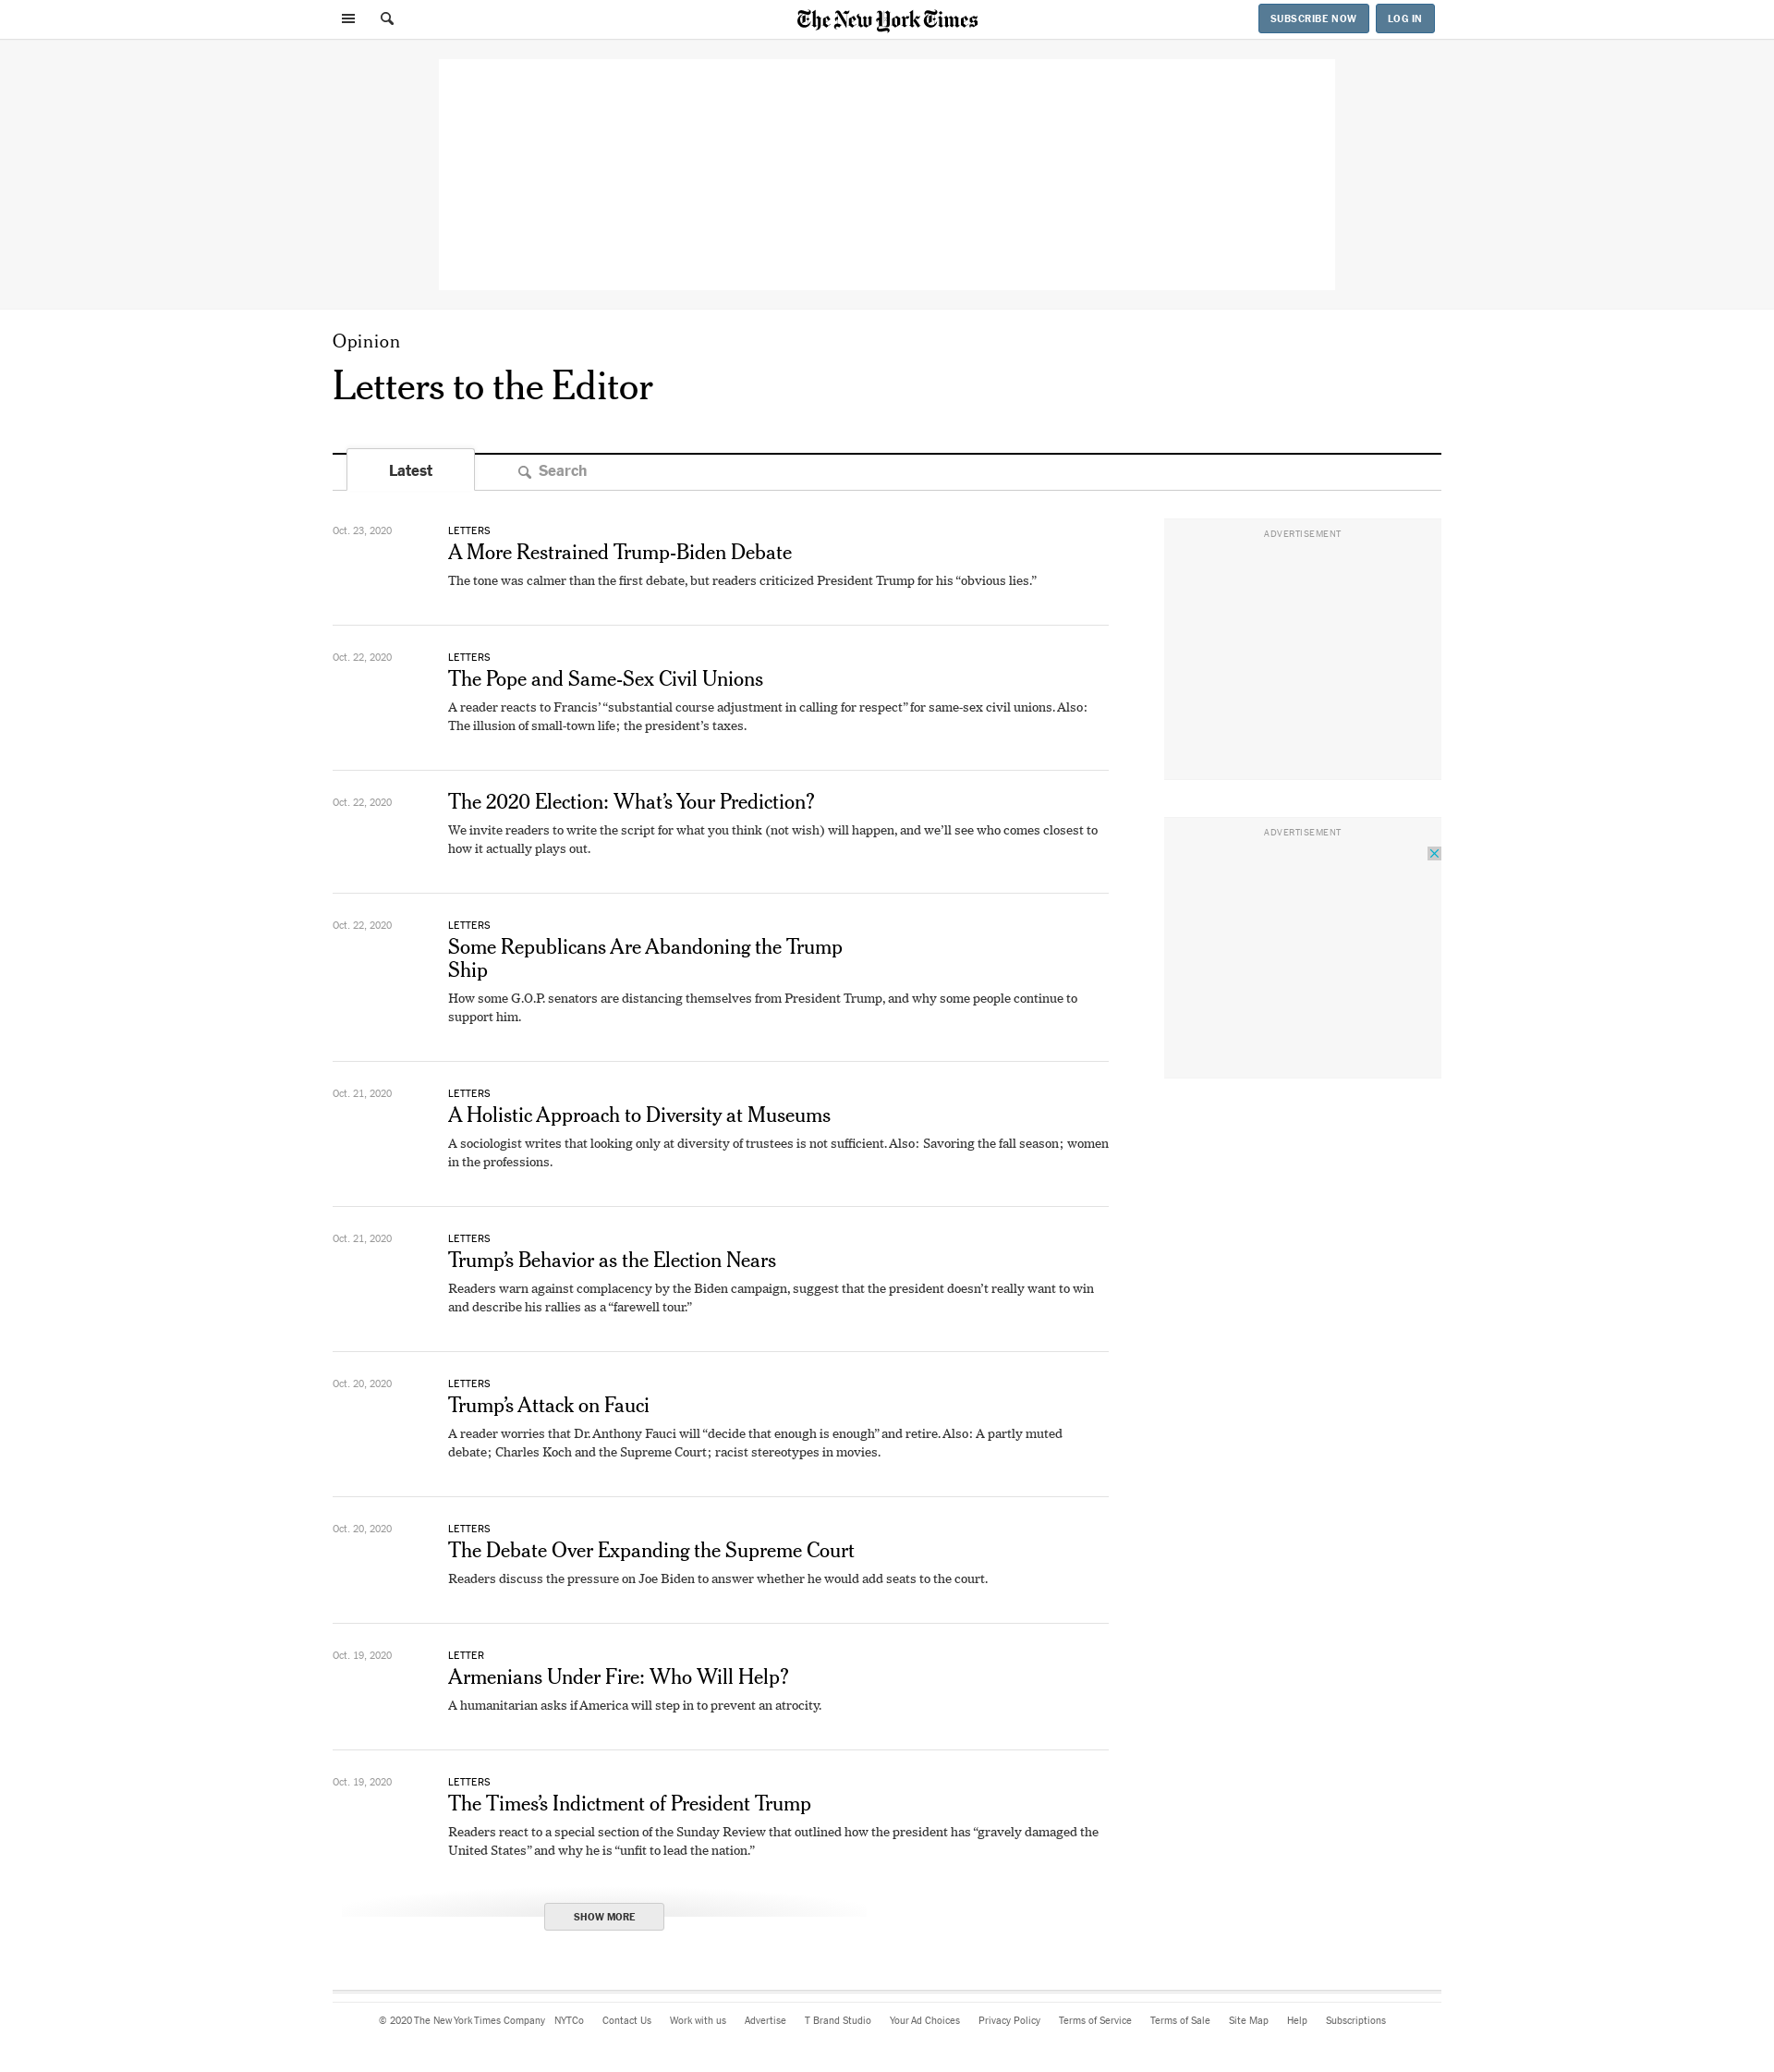 The New York Times
SUBSCRIBE NOW
LOG IN
Opinion
Letters to the Editor
Latest
Search
Oct. 23, 2020
LETTERS
A More Restrained Trump-Biden Debate
The tone was calmer than the first debate, but readers criticized President Trump for his “obvious lies.”
ADVERTISEMENT
Oct. 22, 2020
LETTERS
The Pope and Same-Sex Civil Unions
A reader reacts to Francis’ “substantial course adjustment in calling for respect” for same-sex civil unions. Also:
The illusion of small-town life; the president’s taxes.
Oct. 22, 2020
The 2020 Election: What’s Your Prediction?
We invite readers to write the script for what you think (not wish) will happen, and we’ll see who comes closest to
how it actually plays out.
ADVERTISEMENT
Oct. 22, 2020
LETTERS
Some Republicans Are Abandoning the Trump
Ship
How some G.O.P. senators are distancing themselves from President Trump, and why some people continue to
support him.
Oct. 21, 2020
LETTERS
A Holistic Approach to Diversity at Museums
A sociologist writes that looking only at diversity of trustees is not sufficient. Also: Savoring the fall season; women
in the professions.
Oct. 21, 2020
LETTERS
Trump’s Behavior as the Election Nears
Readers warn against complacency by the Biden campaign, suggest that the president doesn’t really want to win
and describe his rallies as a “farewell tour.”
Oct. 20, 2020
LETTERS
Trump’s Attack on Fauci
A reader worries that Dr. Anthony Fauci will “decide that enough is enough” and retire. Also: A partly muted
debate; Charles Koch and the Supreme Court; racist stereotypes in movies.
Oct. 20, 2020
LETTERS
The Debate Over Expanding the Supreme Court
Readers discuss the pressure on Joe Biden to answer whether he would add seats to the court.
Oct. 19, 2020
LETTER
Armenians Under Fire: Who Will Help?
A humanitarian asks if America will step in to prevent an atrocity.
Oct. 19, 2020
LETTERS
The Times’s Indictment of President Trump
Readers react to a special section of the Sunday Review that outlined how the president has “gravely damaged the
United States” and why he is “unfit to lead the nation.”
SHOW MORE
© 2020 The New York Times Company NYTCo Contact Us Work with us Advertise T Brand Studio Your Ad Choices Privacy Policy Terms of Service Terms of Sale Site Map Help Subscriptions